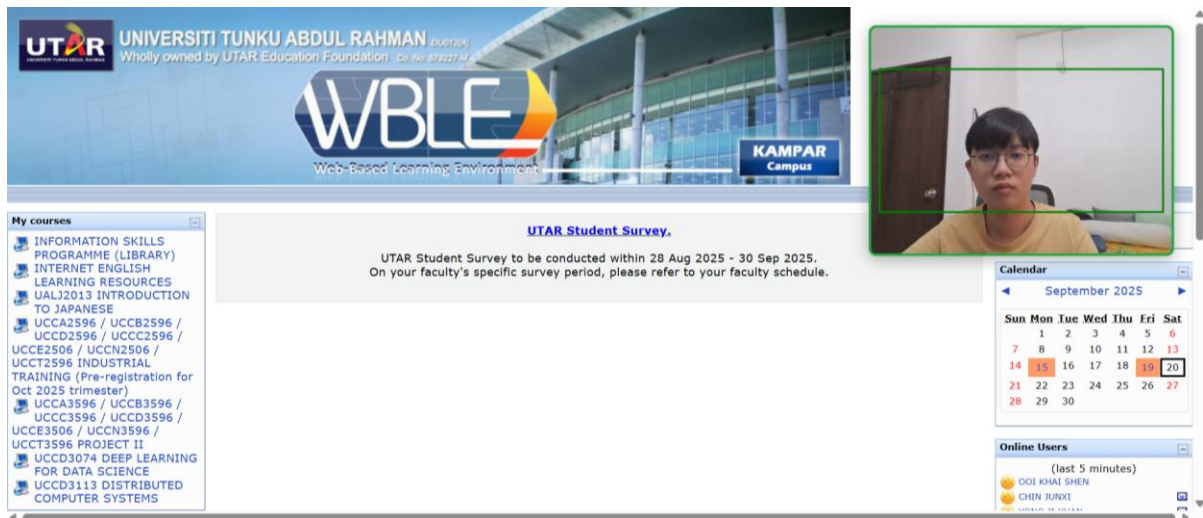 UTAR
UNIVERSITI TUNKU ABDUL RAHMAN DU012(A)
Wholly owned by UTAR Education Foundation Co. No. 578227-M
WBLE
Web-Based Learning Environment
KAMPAR
Campus
My courses
INFORMATION SKILLS
PROGRAMME (LIBRARY)
INTERNET ENGLISH
LEARNING RESOURCES
UALJ2013 INTRODUCTION
TO JAPANESE
UCCA2596 / UCCB2596 /
UCCD2596 / UCCC2596 /
UCCE2506 / UCCN2506 /
UCCT2596 INDUSTRIAL
TRAINING (Pre-registration for
Oct 2025 trimester)
UCCA3596 / UCCB3596 /
UCCC3596 / UCCD3596 /
UCCE3506 / UCCN3596 /
UCCT3596 PROJECT II
UCCD3074 DEEP LEARNING
FOR DATA SCIENCE
UCCD3113 DISTRIBUTED
COMPUTER SYSTEMS
UTAR Student Survey.
UTAR Student Survey to be conducted within 28 Aug 2025 - 30 Sep 2025.
On your faculty's specific survey period, please refer to your faculty schedule.
Calendar
September 2025
Sun Mon Tue Wed Thu Fri Sat
1 2 3 4 5 6
7 8 9 10 11 12 13
14 15 16 17 18 19 20
21 22 23 24 25 26 27
28 29 30
Online Users
(last 5 minutes)
OOI KHAI SHEN
CHIN JUNXI